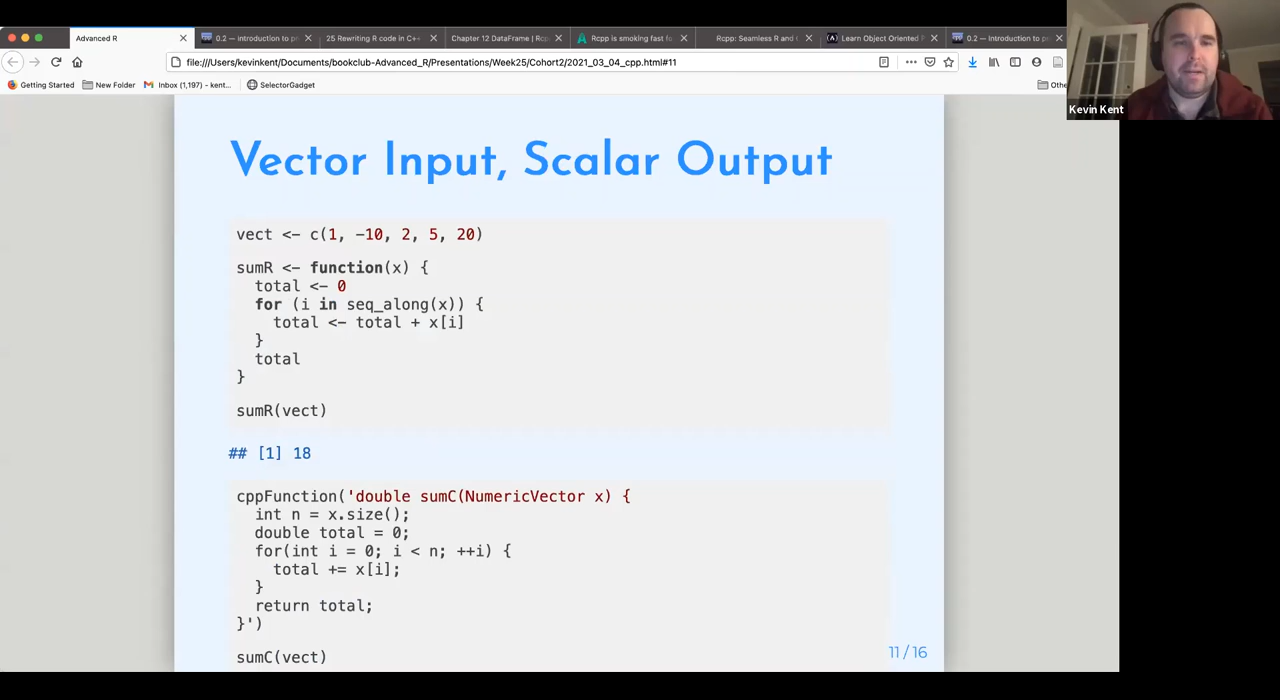 Advanced R
0.2 — introduction to p
25 Rewriting R code in C++
Chapter 12 DataFrame | Rcp
Rcpp is smoking fast fo
Rcpp: Seamless R and
Learn Object Oriented
0.2 — Introduction to p
file:///Users/kevinkent/Documents/bookclub-Advanced_R/Presentations/Week25/Cohort2/2021_03_04_cpp.html#11
Getting Started
New Folder
Inbox (1,197) - kent...
SelectorGadget
Othe
Kevin Kent
Vector Input, Scalar Output
vect <- c(1, -10, 2, 5, 20)
sumR <- function(x) {
total <- 0
for (i in seq_along(x)) {
total <- total + x[i]
}
total
}
sumR(vect)
## [1] 18
cppFunction('double sumC(NumericVector x) {
int n = x.size();
double total = 0;
for(int i = 0; i < n; ++i) {
total += x[i];
}
return total;
}')
sumC(vect)
11 / 16